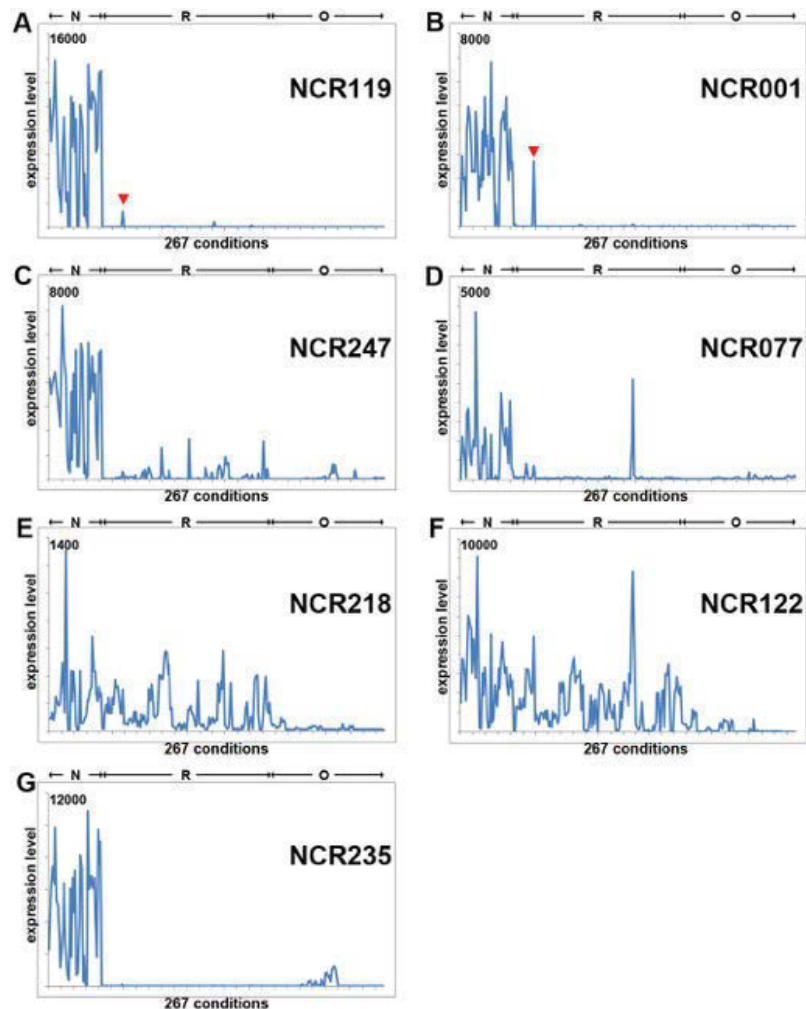 A
N R O
16000
NCR119
expression level
267 conditions
B
N R O
8000
NCR001
expression level
267 conditions
C
N R O
8000
NCR247
expression level
267 conditions
D
N R O
5000
NCR077
expression level
267 conditions
E
N R O
1400
NCR218
expression level
267 conditions
F
N R O
10000
NCR122
expression level
267 conditions
G
N R O
12000
NCR235
expression level
267 conditions